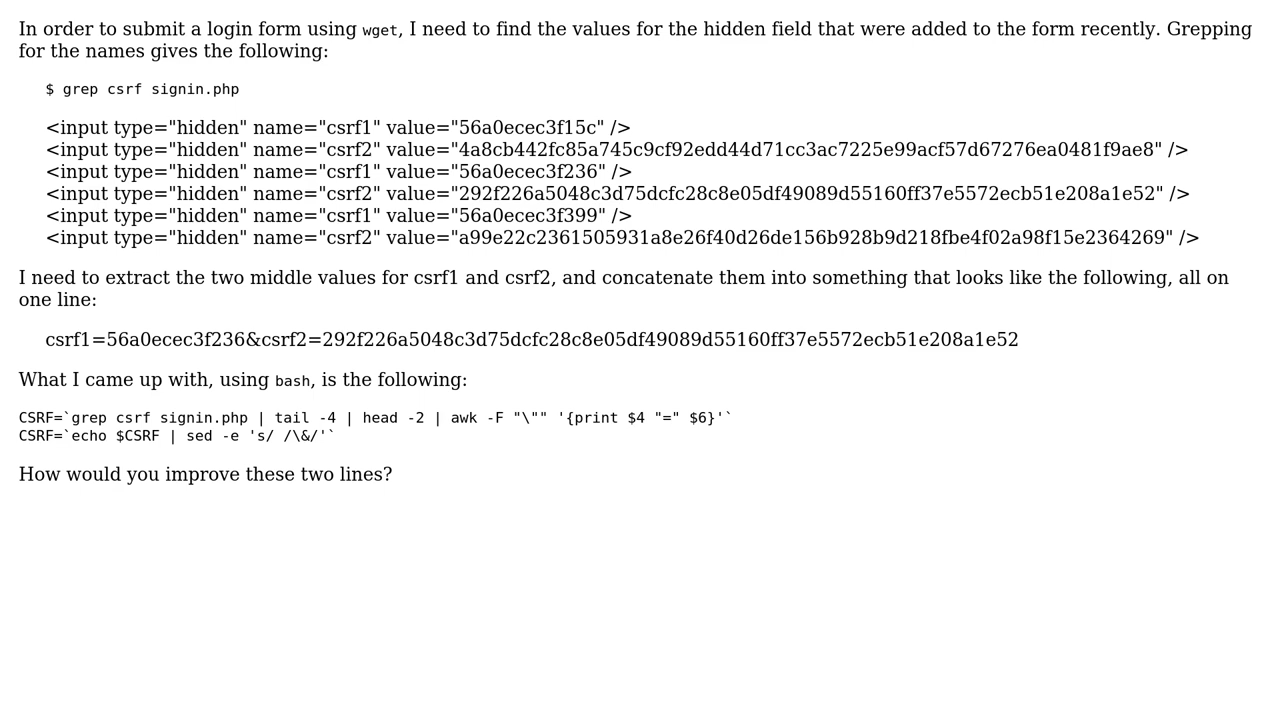 In order to submit a login form using wget, I need to find the values for the hidden field that were added to the form recently. Grepping
for the names gives the following:
$ grep csrf signin.php
<input type="hidden" name="csrf1" value="56a0ecec3f15c" />
<input type="hidden" name="csrf2" value="4a8cb442fc85a745c9cf92edd44d71cc3ac7225e99acf57d67276ea0481f9ae8" />
<input type="hidden" name="csrf1" value="56a0ecec3f236" />
<input type="hidden" name="csrf2" value="292f226a5048c3d75dcfc28c8e05df49089d55160ff37e5572ecb51e208a1e52" />
<input type="hidden" name="csrf1" value="56a0ecec3f399" />
<input type="hidden" name="csrf2" value="a99e22c2361505931a8e26f40d26de156b928b9d218fbe4f02a98f15e2364269" />
I need to extract the two middle values for csrf1 and csrf2, and concatenate them into something that looks like the following, all on
one line:
csrf1=56a0ecec3f236&csrf2=292f226a5048c3d75dcfc28c8e05df49089d55160ff37e5572ecb51e208a1e52
What I came up with, using bash, is the following:
CSRF=`grep csrf signin.php | tail -4 | head -2 | awk -F "\"" '{print $4 "=" $6}'`
CSRF=`echo $CSRF | sed -e 's/ /\&/'`
How would you improve these two lines?